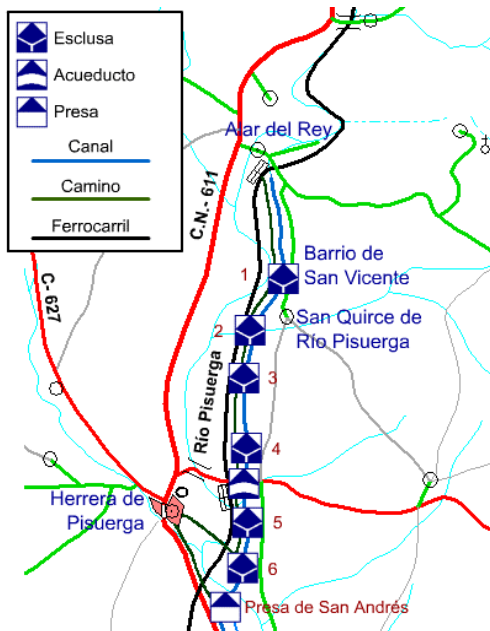 Esclusa
Acueducto
Presa
Canal
Camino
Ferrocarril
Alar del Rey
C.N.- 611
C- 627
1
Barrio de
San Vicente
2
San Quirce de
Río Pisuerga
3
Río Pisuerga
4
Herrera de
Pisuerga
5
6
Presa de San Andrés